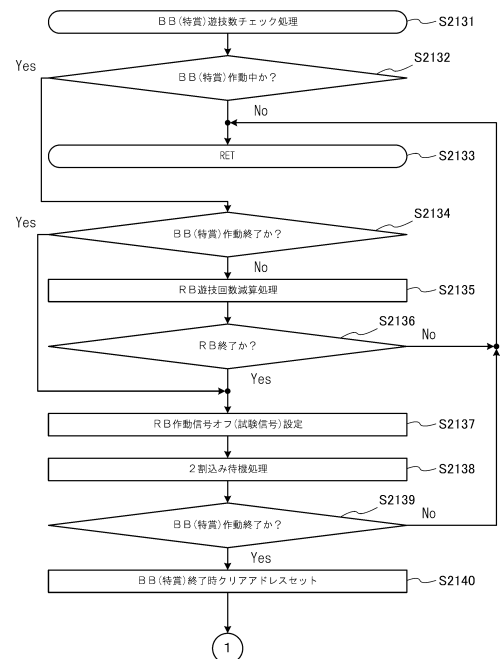 ＢＢ(特賞)遊技数チェック処理
S2131
Yes
ＢＢ(特賞)作動中か？
S2132
No
RET
S2133
Yes
ＢＢ(特賞)作動終了か？
S2134
No
ＲＢ遊技回数減算処理
S2135
ＲＢ終了か？
S2136
No
Yes
ＲＢ作動信号オフ(試験信号)設定
S2137
２割込み待機処理
S2138
ＢＢ(特賞)作動終了か？
S2139
No
Yes
ＢＢ(特賞)終了時クリアアドレスセット
S2140
1